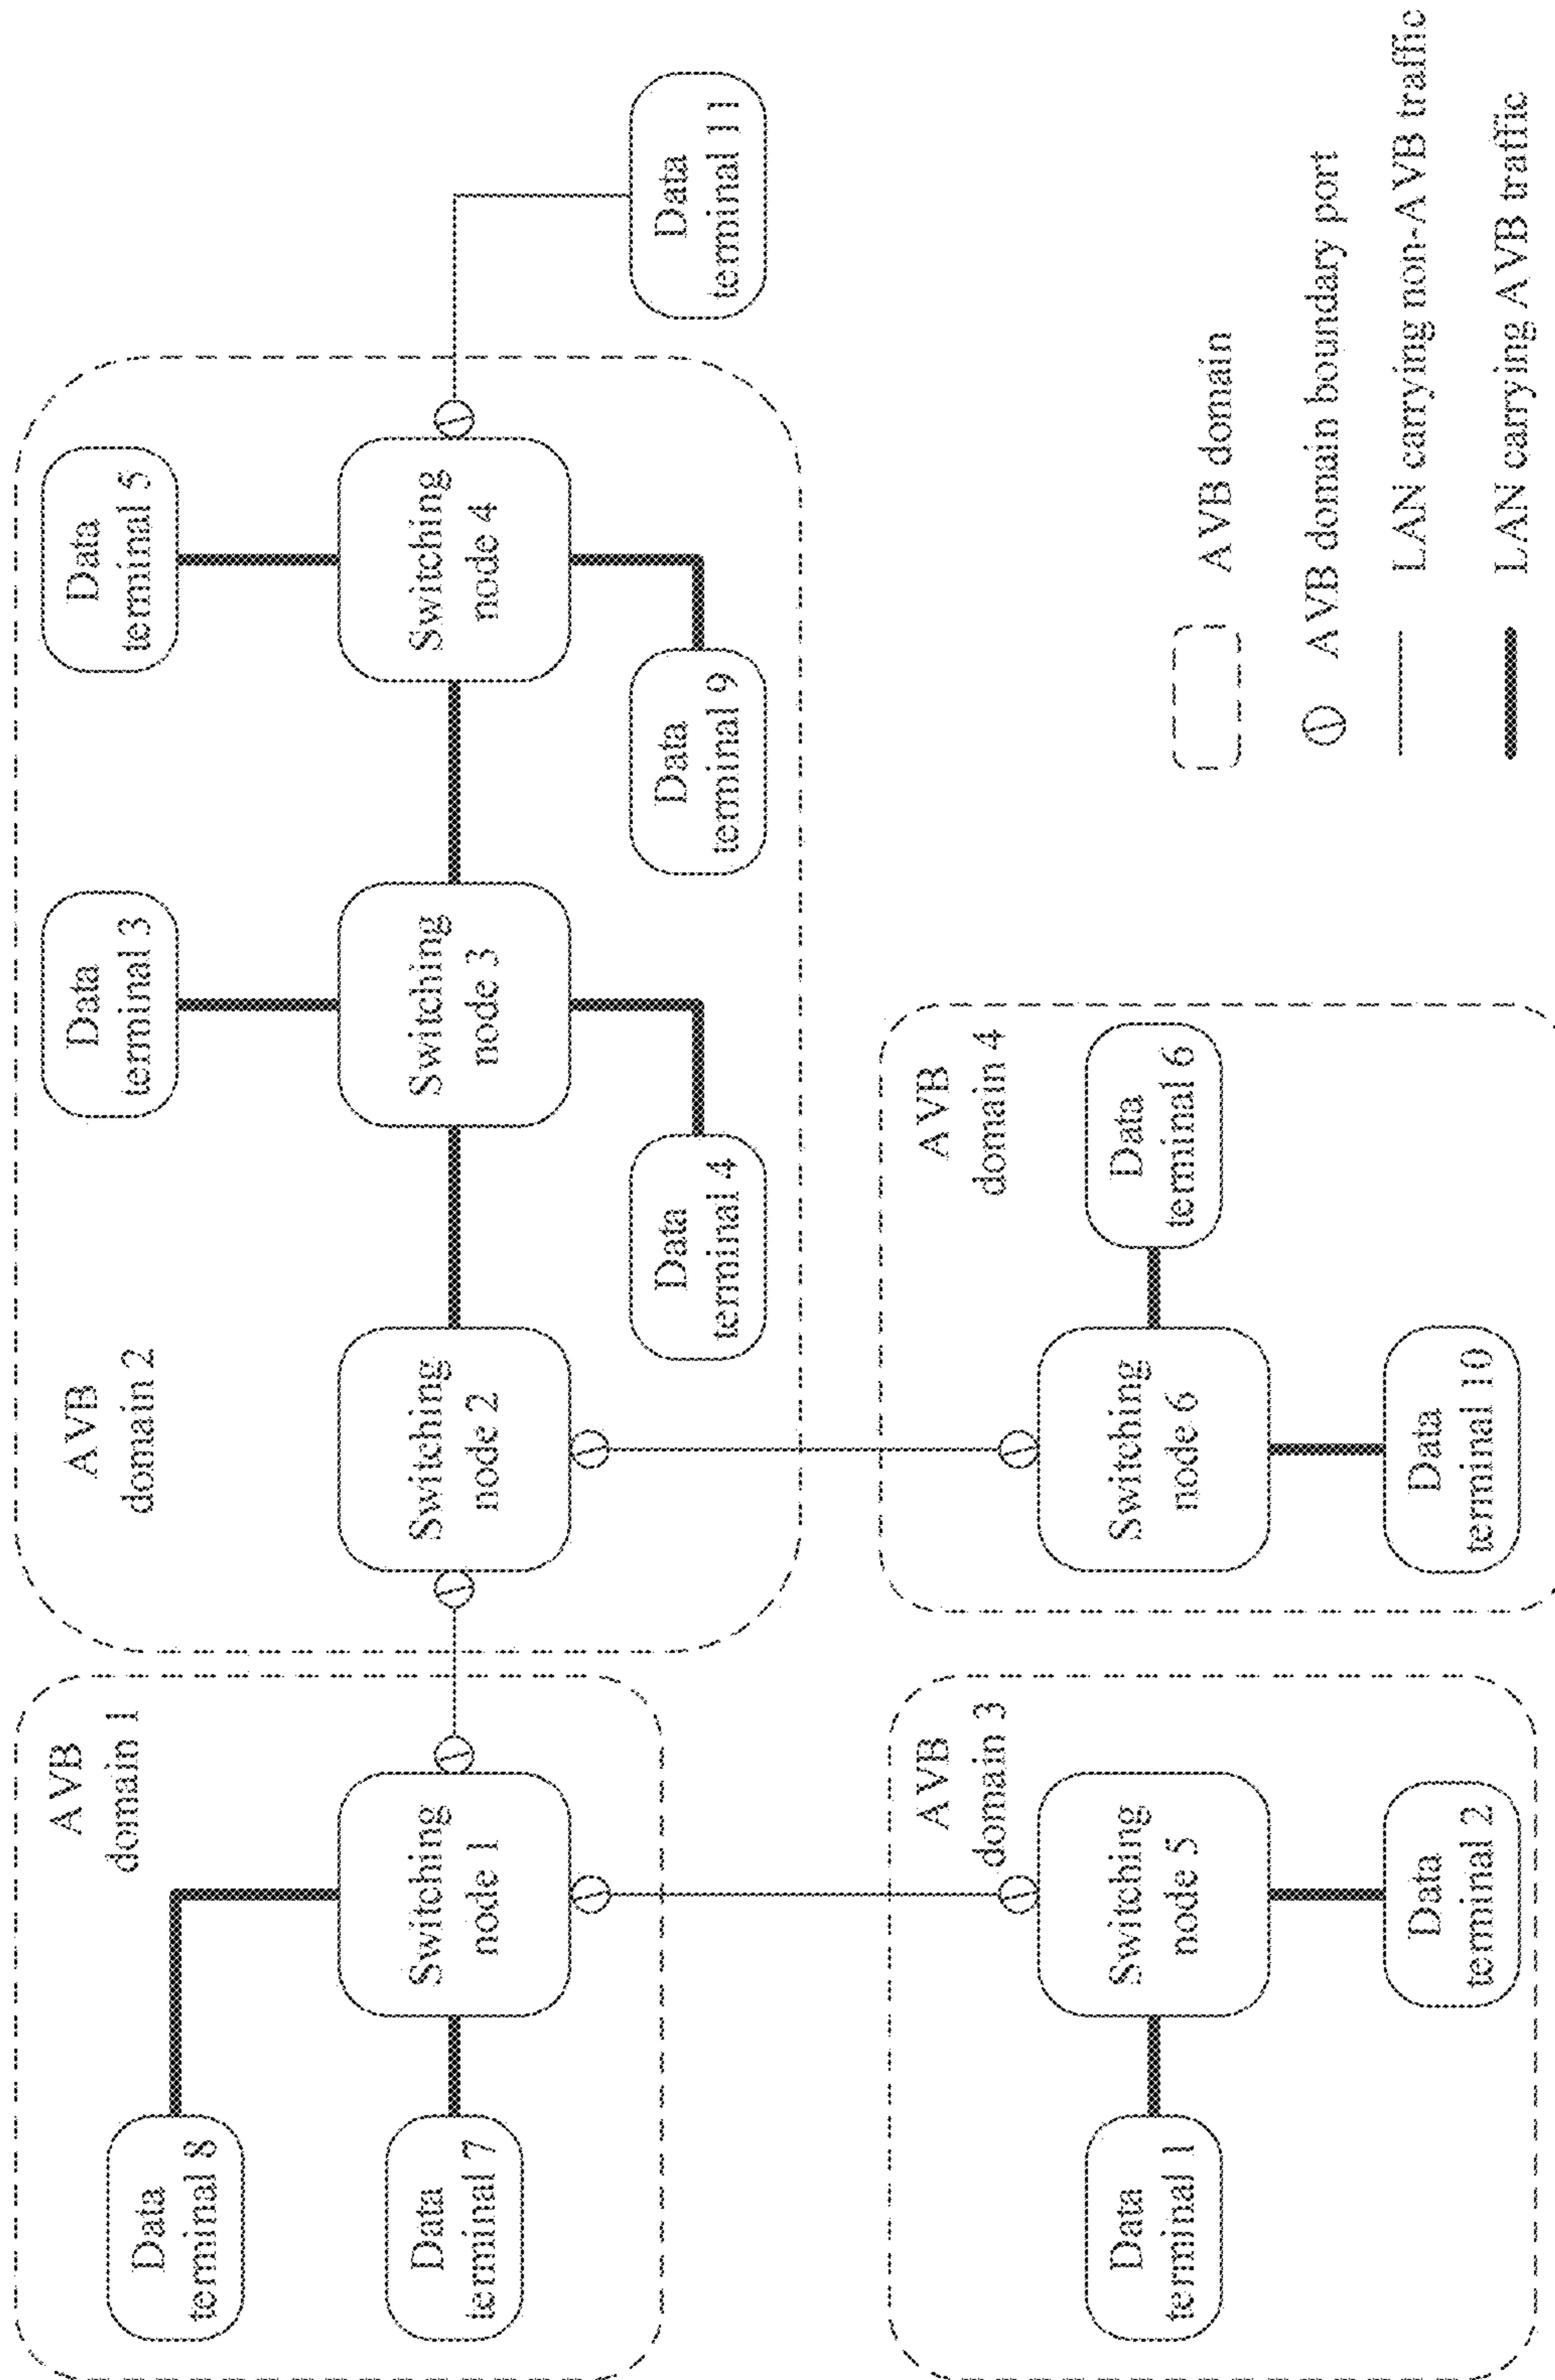 AVB
domain 1
Data
terminal 8
Data
terminal 7
Switching
node 1
AVB
domain 2
Switching
node 2
Data
terminal 3
Switching
node 3
Data
terminal 4
Data
terminal 5
Switching
node 4
Data
terminal 9
Data
terminal 11
AVB
domain 3
Data
terminal 1
Switching
node 5
Data
terminal 2
AVB
domain 4
Switching
node 6
Data
terminal 6
Data
terminal 10
AVB domain
AVB domain boundary port
LAN carrying non-AVB traffic
LAN carrying AVB traffic